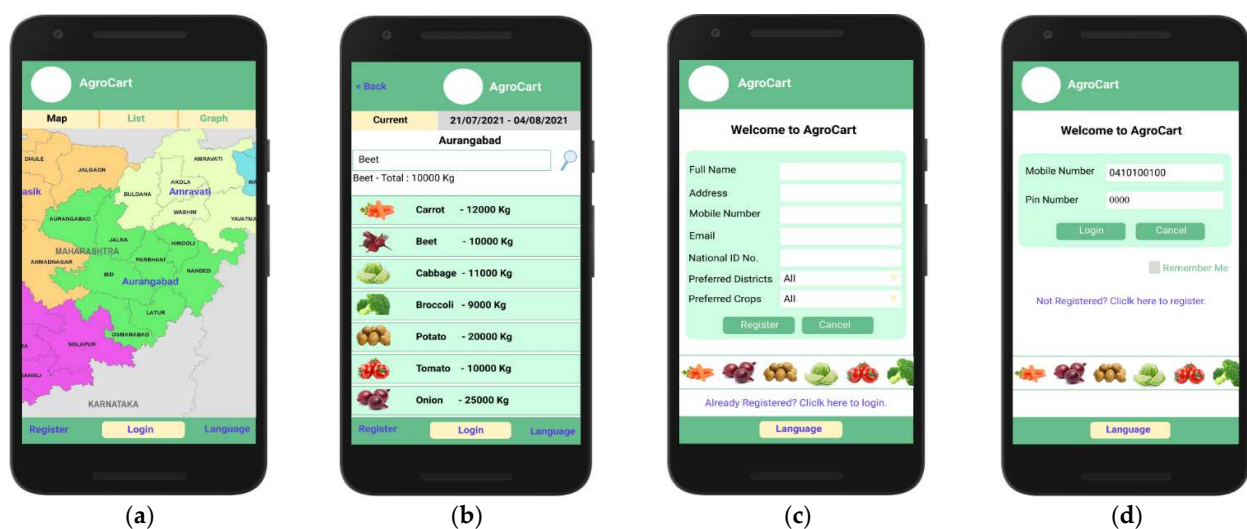 AgroCart
Map List Graph
DHULE
JALGAON
AMRAVATI
asik
AKOLA
BULDANA
Amravati
WASHIM
YAVATMA
AURANGABAD
JALNA
HINGOLI
MAHARASHTRA
PARBHANI
AHMADNAGAR
BID
NANDED
Aurangabad
LATUR
OSMANABAD
SOLAPUR
ANGLI
KARNATAKA
Register Login Language
(a)
< Back AgroCart
Current 21/07/2021 - 04/08/2021
Aurangabad
Beet
Beet - Total : 10000 Kg
Carrot - 12000 Kg
Beet - 10000 Kg
Cabbage - 11000 Kg
Broccoli - 9000 Kg
Potato - 20000 Kg
Tomato - 10000 Kg
Onion - 25000 Kg
Register Login Language
(b)
AgroCart
Welcome to AgroCart
Full Name
Address
Mobile Number
Email
National ID No.
Preferred Districts All
Preferred Crops All
Register Cancel
Already Registered? Cliclk here to login.
Language
(c)
AgroCart
Welcome to AgroCart
Mobile Number 0410100100
Pin Number 0000
Login Cancel
Remember Me
Not Registered? Cliclk here to register.
Language
(d)